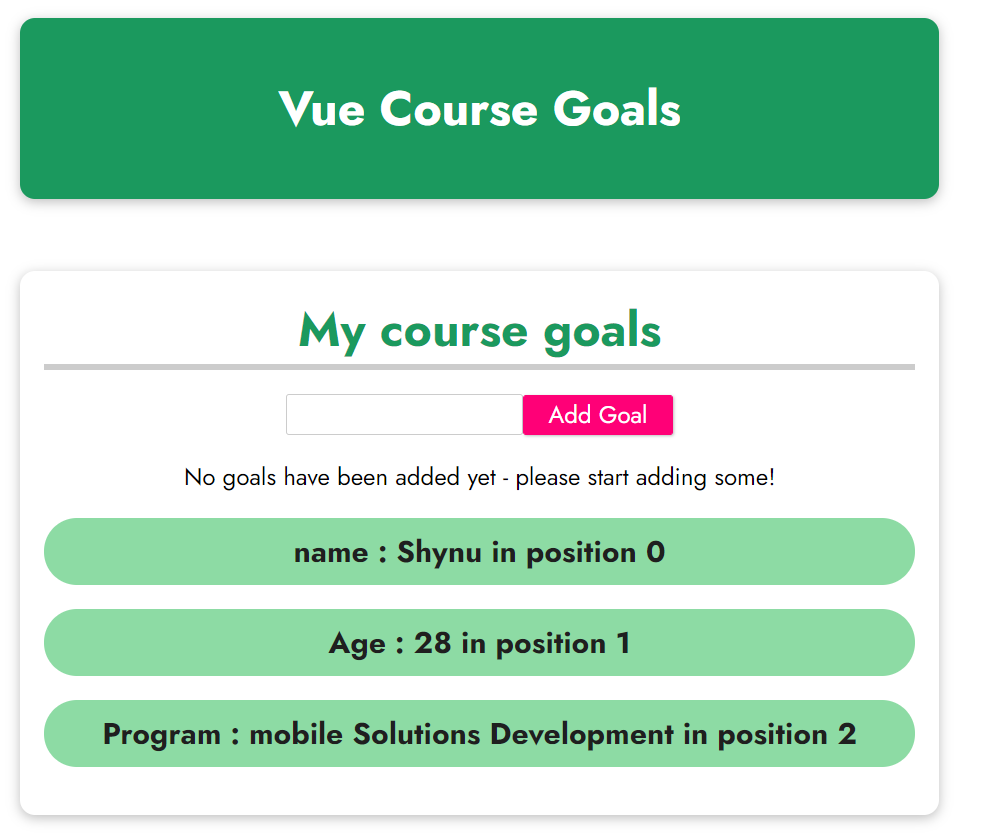 Vue Course Goals
My course goals
Add Goal
No goals have been added yet - please start adding some!
name : Shynu in position 0
Age : 28 in position 1
Program : mobile Solutions Development in position 2